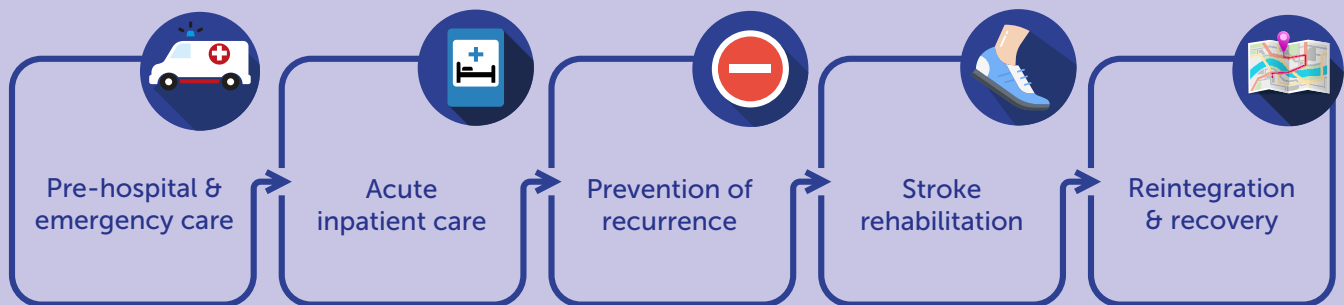 Pre-hospital &
emergency care
Acute
inpatient care
Prevention of
recurrence
Stroke
rehabilitation
Reintegration
& recovery